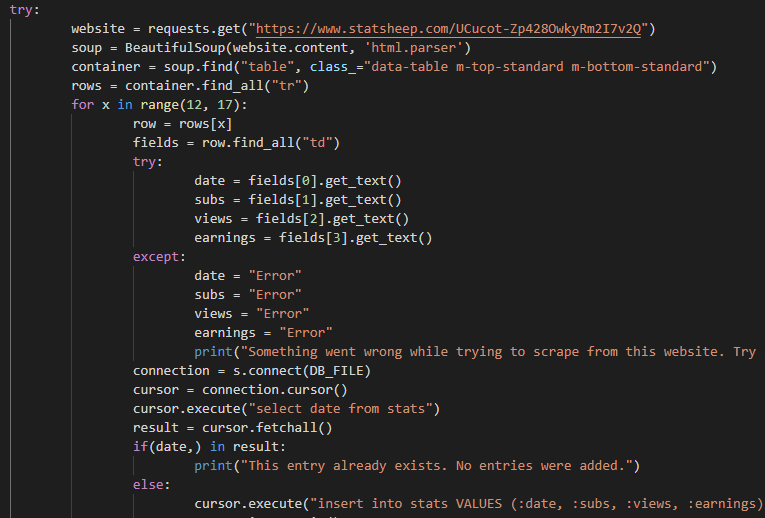 try:
website = requests.get("https://www.statsheep.com/UCucot-Zp428OwkyRm2I7v2Q")
soup = BeautifulSoup(website.content, 'html.parser')
container = soup.find("table", class_="data-table m-top-standard m-bottom-standard")
rows = container.find_all("tr")
for x in range(12, 17):
row = rows[x]
fields = row.find_all("td")
try:
date = fields[0].get_text()
subs = fields[1].get_text()
views = fields[2].get_text()
earnings = fields[3].get_text()
except:
date = "Error"
subs = "Error"
views = "Error"
earnings = "Error"
print("Something went wrong while trying to scrape from this website. Try
connection = s.connect(DB_FILE)
cursor = connection.cursor()
cursor.execute("select date from stats")
result = cursor.fetchall()
if(date,) in result:
print("This entry already exists. No entries were added.")
else:
cursor.execute("insert into stats VALUES (:date, :subs, :views, :earnings)